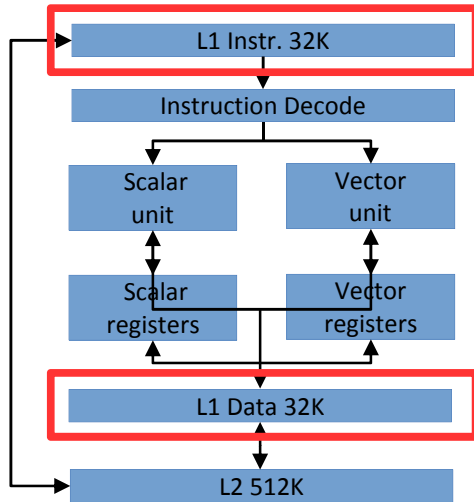 L1 Instr. 32K
Instruction Decode
Scalar
unit
Vector
unit
Scalar
registers
Vector
registers
L1 Data 32K
L2 512K